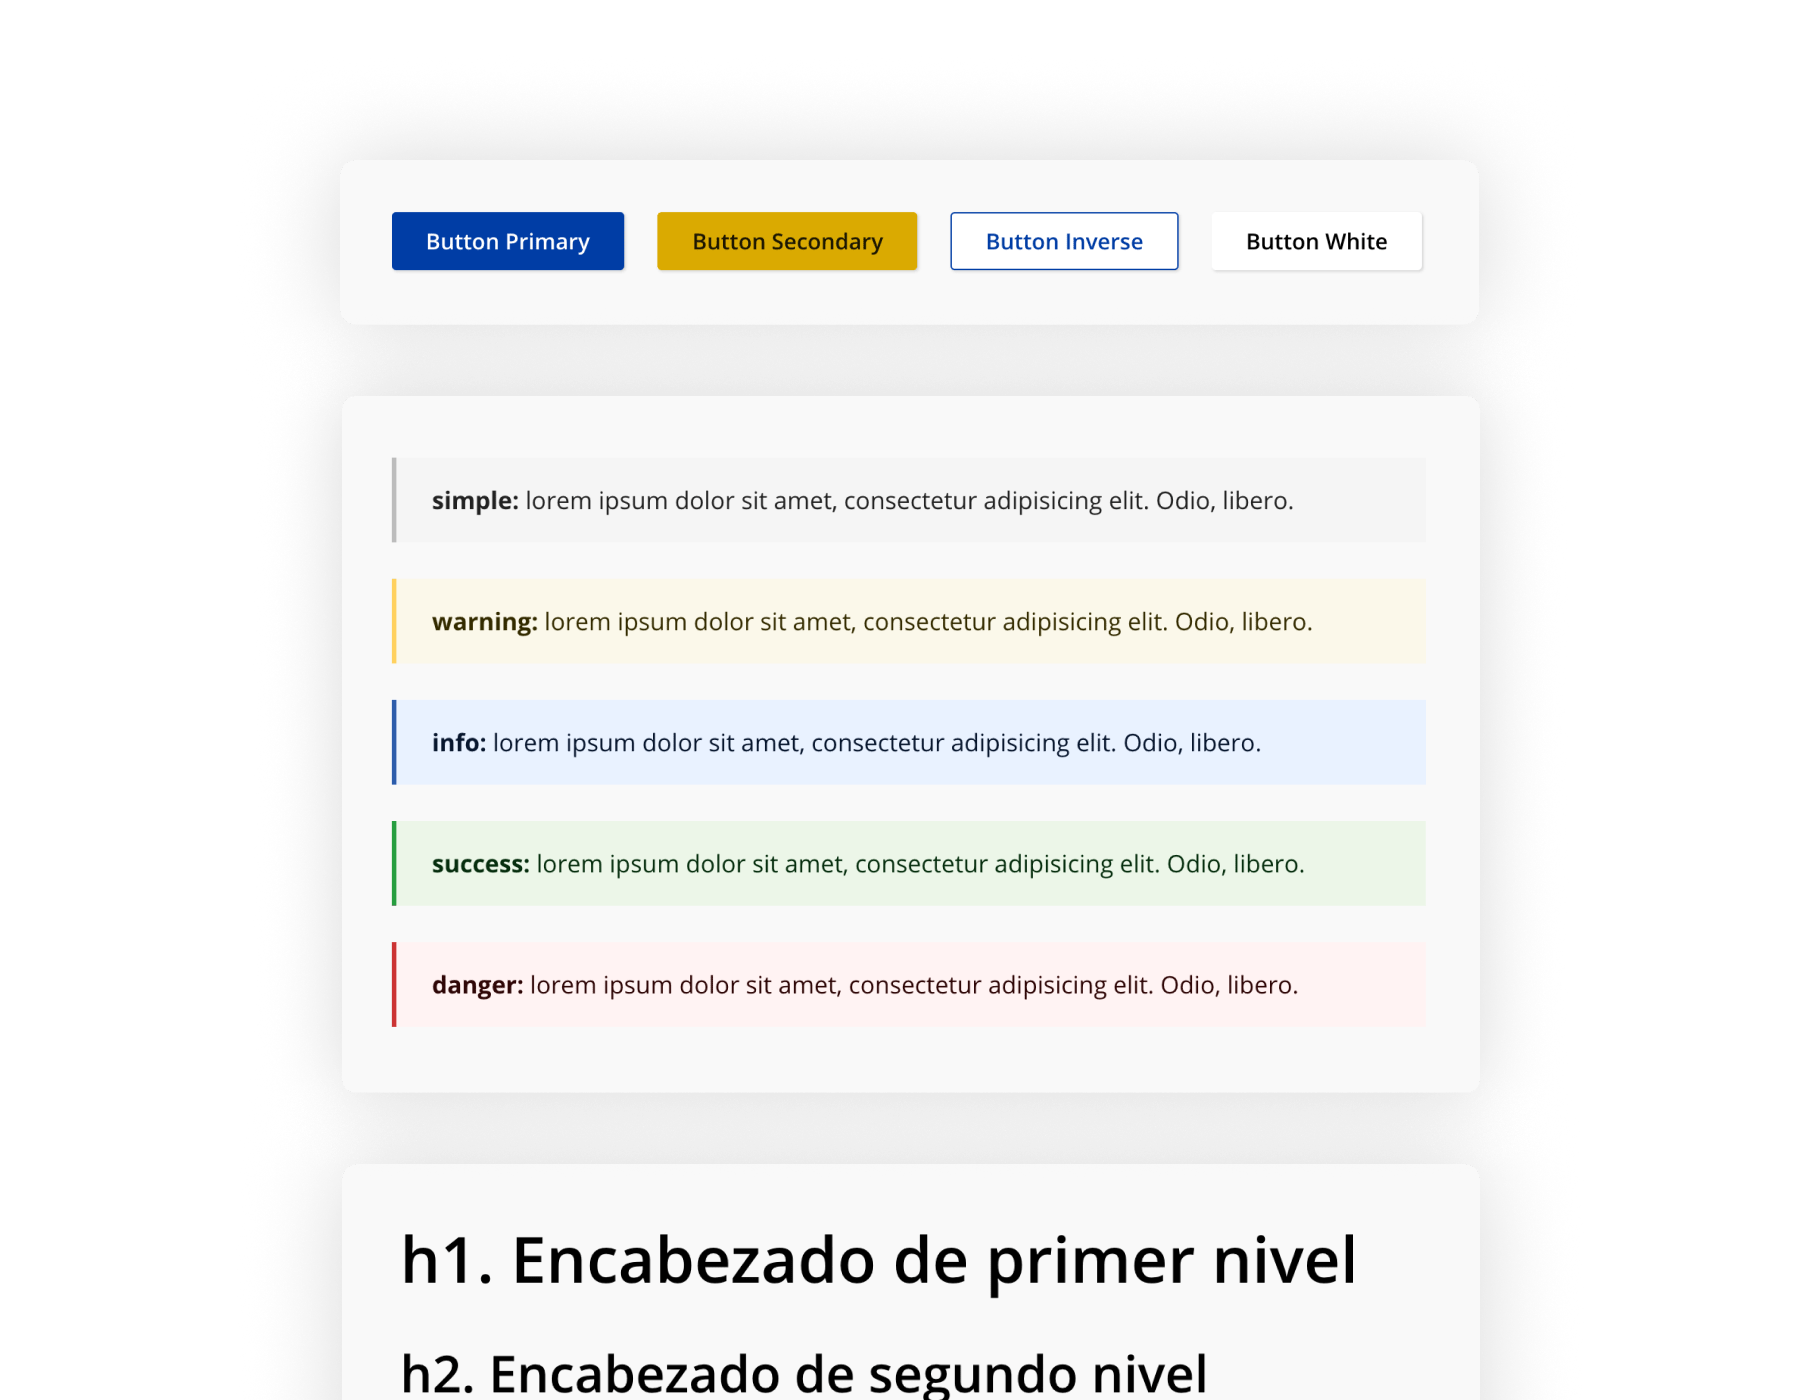 Button Primary Button Secondary Button Inverse Button White
simple: lorem ipsum dolor sit amet, consectetur adipisicing elit. Odio, libero.
warning: lorem ipsum dolor sit amet, consectetur adipisicing elit. Odio, libero.
info: lorem ipsum dolor sit amet, consectetur adipisicing elit. Odio, libero.
success: lorem ipsum dolor sit amet, consectetur adipisicing elit. Odio, libero.
danger: lorem ipsum dolor sit amet, consectetur adipisicing elit. Odio, libero.
h1. Encabezado de primer nivel
h2. Encabezado de segundo nivel